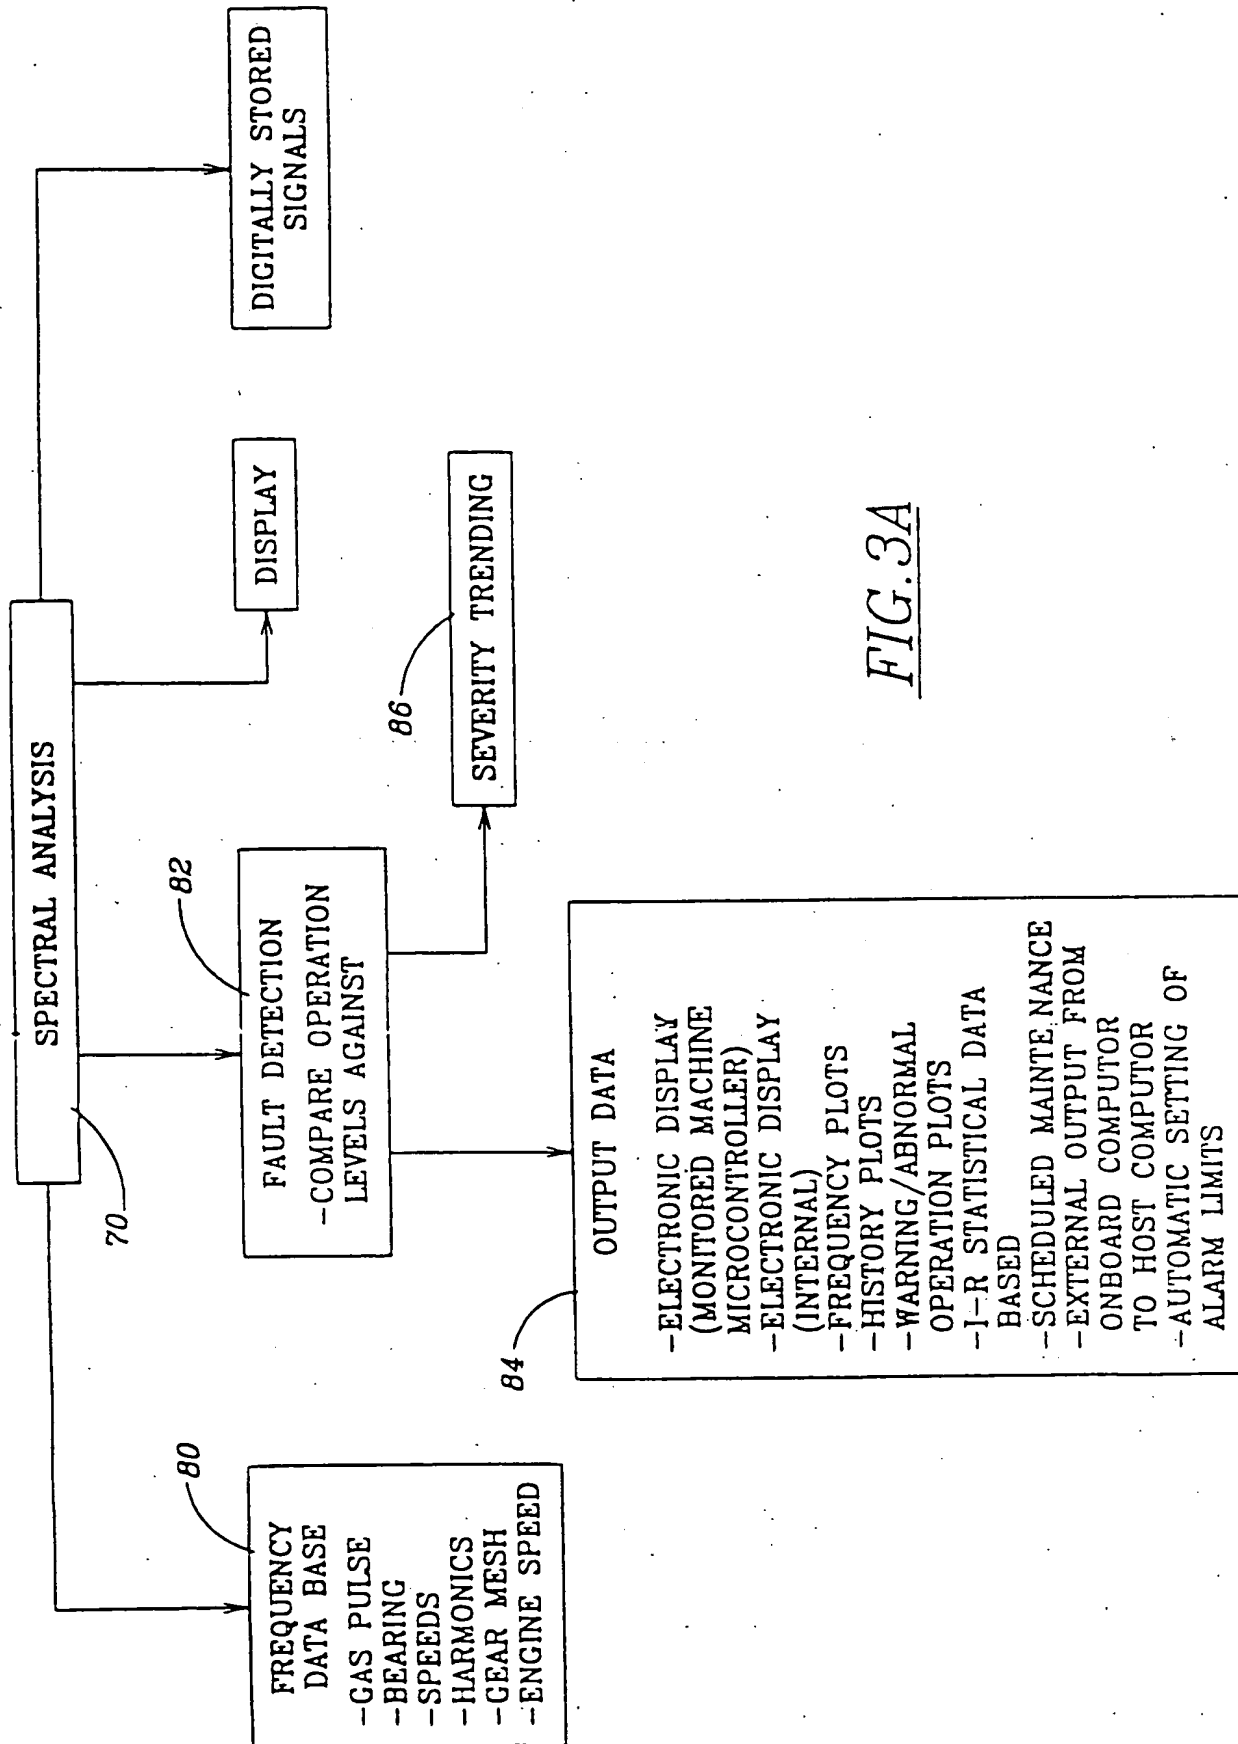 SPECTRAL ANALYSIS
70
80
FREQUENCY
DATA BASE
-GAS PULSE
-BEARING
-SPEEDS
-HARMONICS
-GEAR MESH
-ENGINE SPEED
82
FAULT DETECTION
-COMPARE OPERATION
LEVELS AGAINST
DISPLAY
DIGITALLY STORED
SIGNALS
86
SEVERITY TRENDING
84
OUTPUT DATA
-ELECTRONIC DISPLAY
(MONITORED MACHINE
MICROCONTROLLER)
-ELECTRONIC DISPLAY
(INTERNAL)
-FREQUENCY PLOTS
-HISTORY PLOTS
-WARNING/ABNORMAL
OPERATION PLOTS
-I-R STATISTICAL DATA
BASED
-SCHEDULED MAINTE NANCE
-EXTERNAL OUTPUT FROM
ONBOARD COMPUTOR
TO HOST COMPUTOR
-AUTOMATIC SETTING OF
ALARM LIMITS
FIG.3A